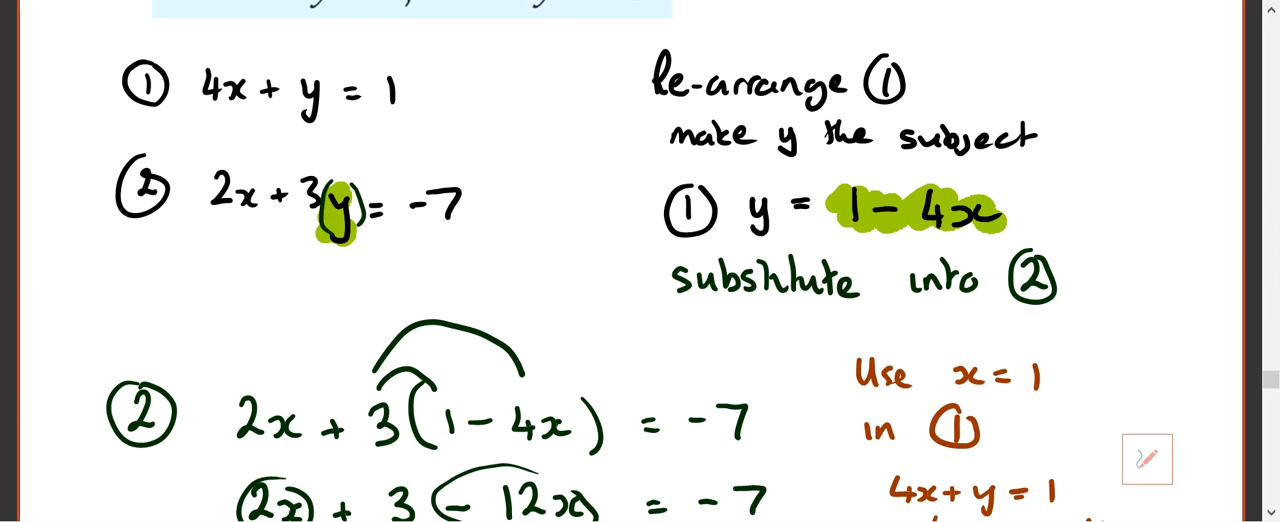 ① 4x + y = 1
② 2x + 3(y) = -7
Re-arrange ①
make y the subject
① y = 1 - 4x
substitute into ②
② 2x + 3(1 - 4x) = -7
2x + 3 - 12x = -7
Use x = 1
in ①
4x + y = 1